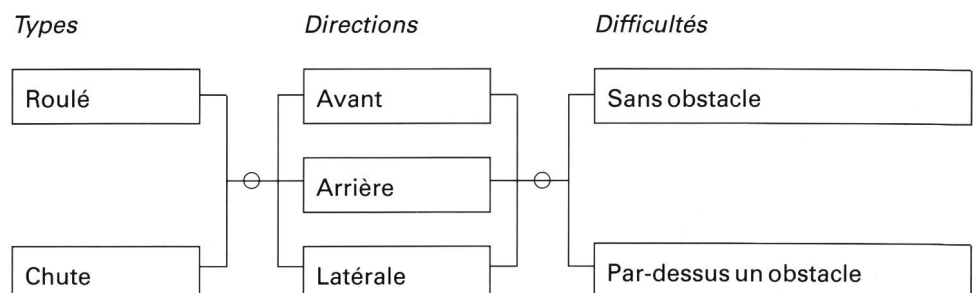 Types
Directions
Difficultés
Roulé
Avant
Sans obstacle
Arrière
Chute
Latérale
Par-dessus un obstacle